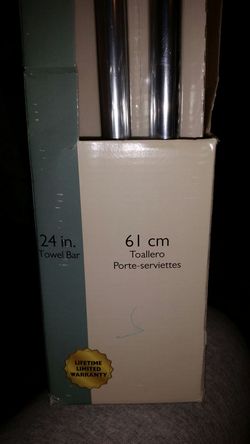 24 in.
Towel Bar
61 cm
Toallero
Porte-serviettes
LIFETIME
LIMITED
WARRANTY